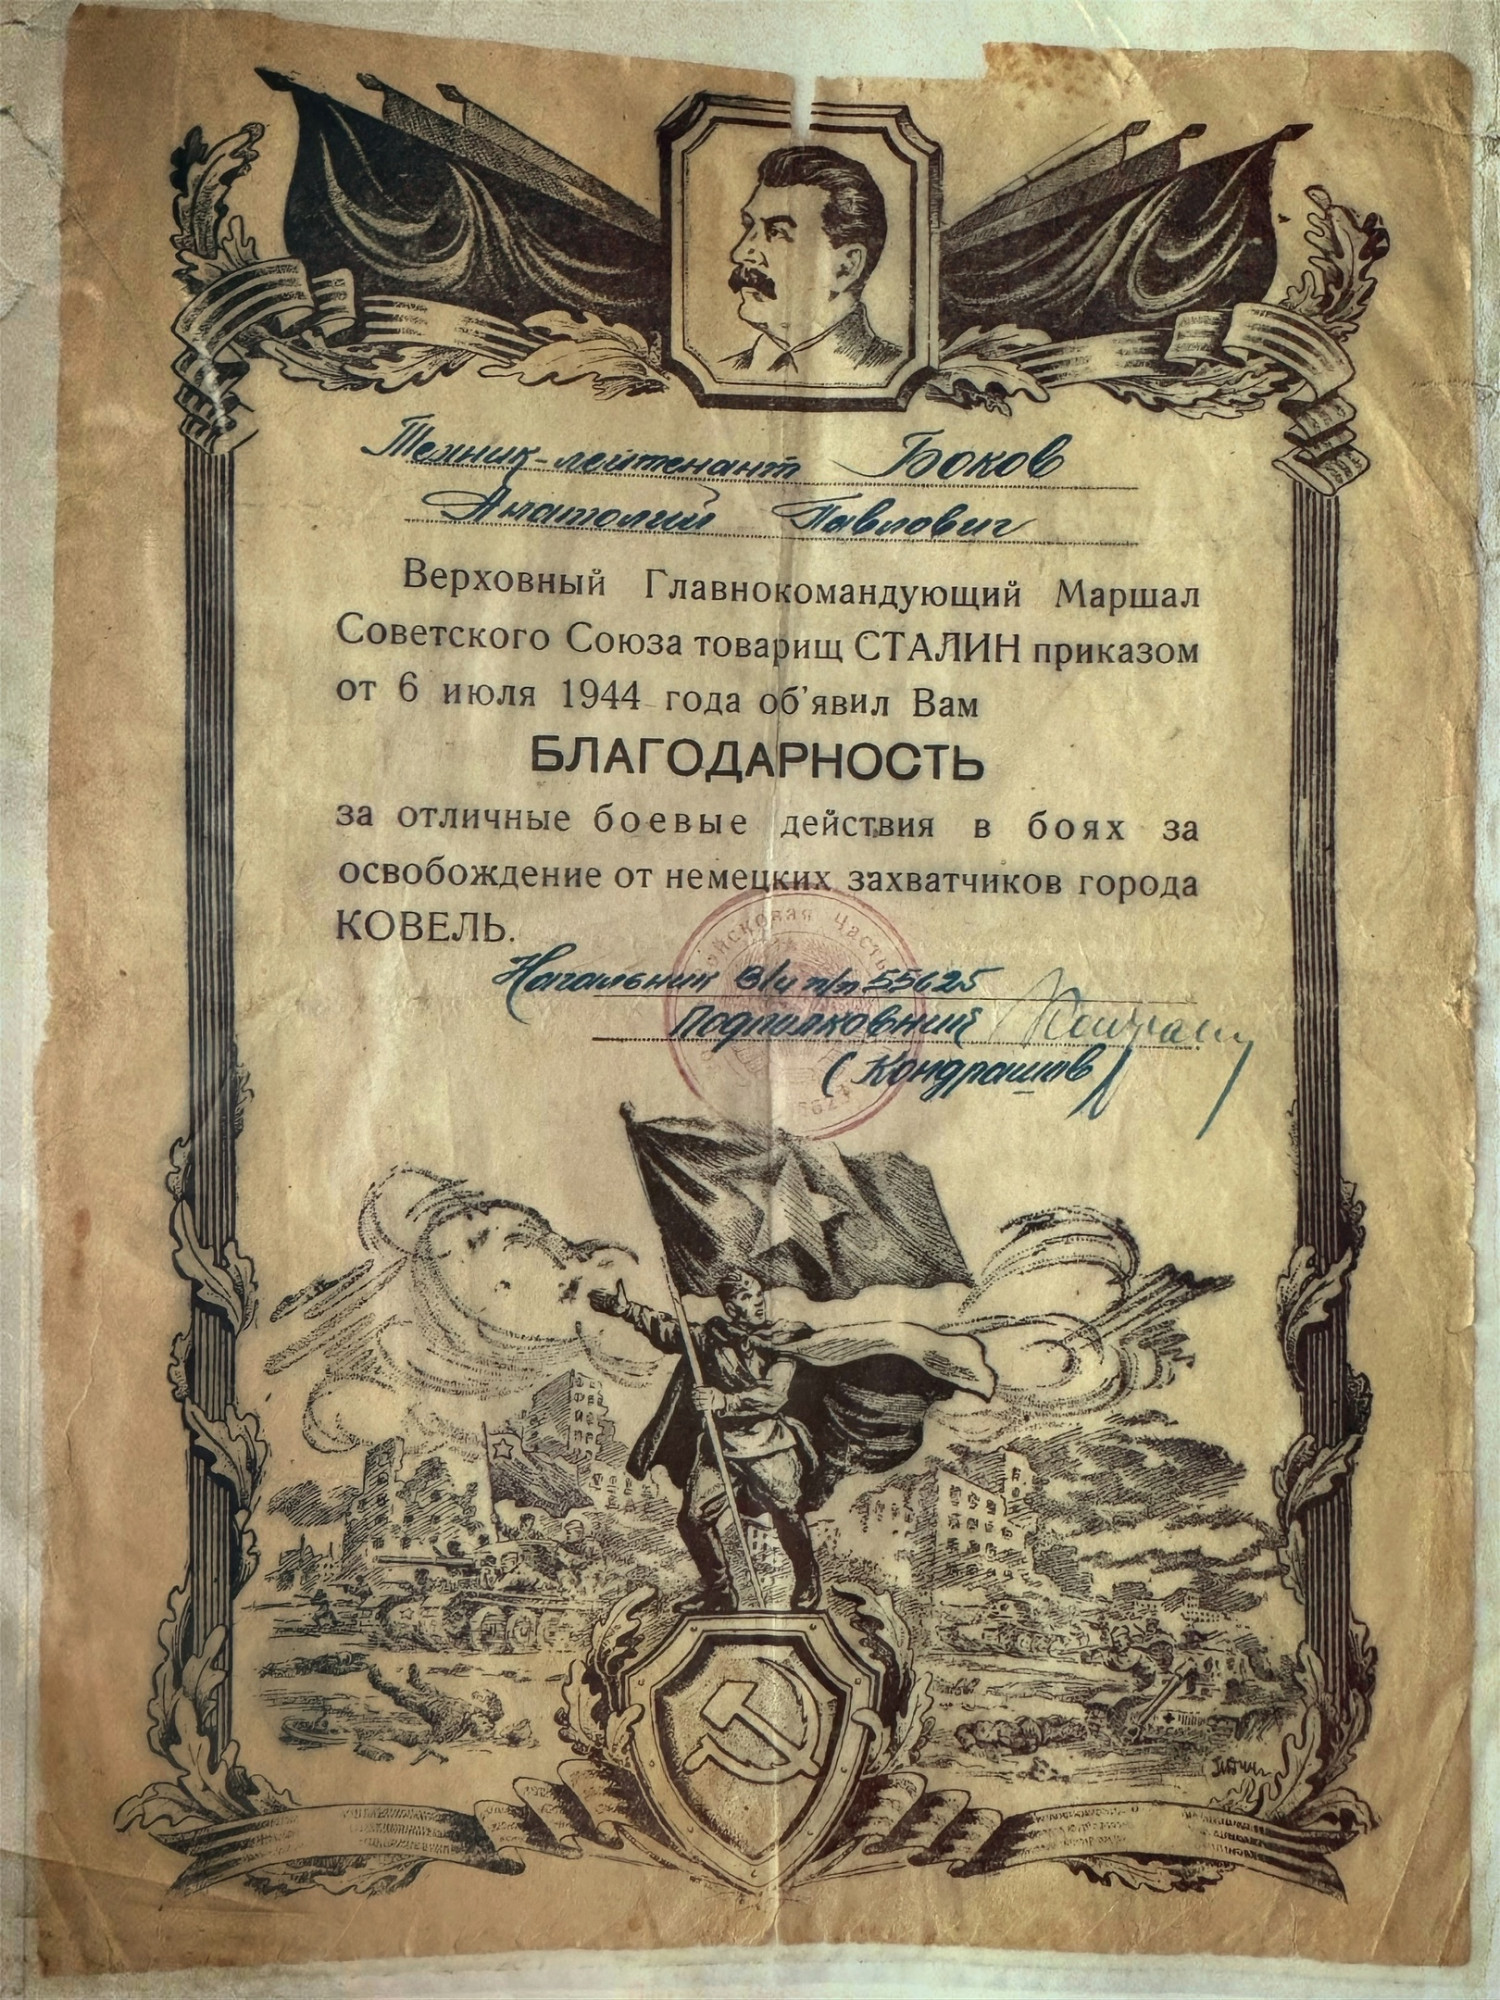 Техник-лейтенант Боков
Анатолий Павлович
Верховный Главнокомандующий Маршал
Советского Союза товарищ СТАЛИН приказом
от 6 июля 1944 года об'явил Вам
БЛАГОДАРНОСТЬ
за отличные боевые действия в боях за
освобождение от немецких захватчиков города
КОВЕЛЬ.
войсковая часть
Начальник в/ч п/п 55625
Подполковник
(Кондрашов)